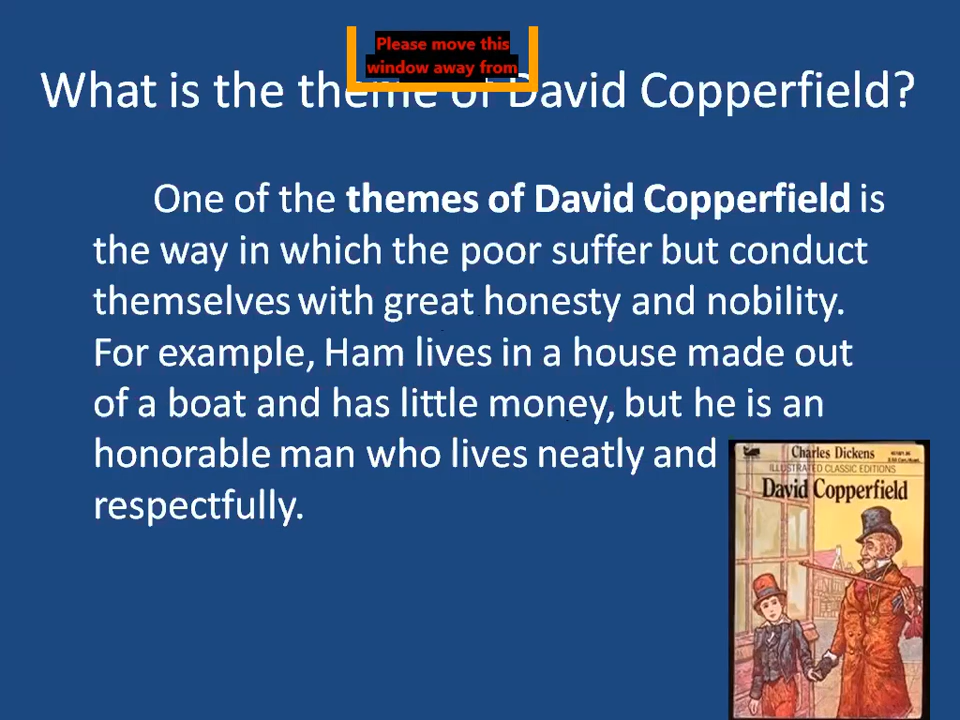 Please move this
window away from
What is the theme of David Copperfield?
One of the themes of David Copperfield is
the way in which the poor suffer but conduct
themselves with great honesty and nobility.
For example, Ham lives in a house made out
of a boat and has little money, but he is an
honorable man who lives neatly and
respectfully.
Charles Dickens
ILLUSTRATED CLASSIC EDITIONS
David Copperfield